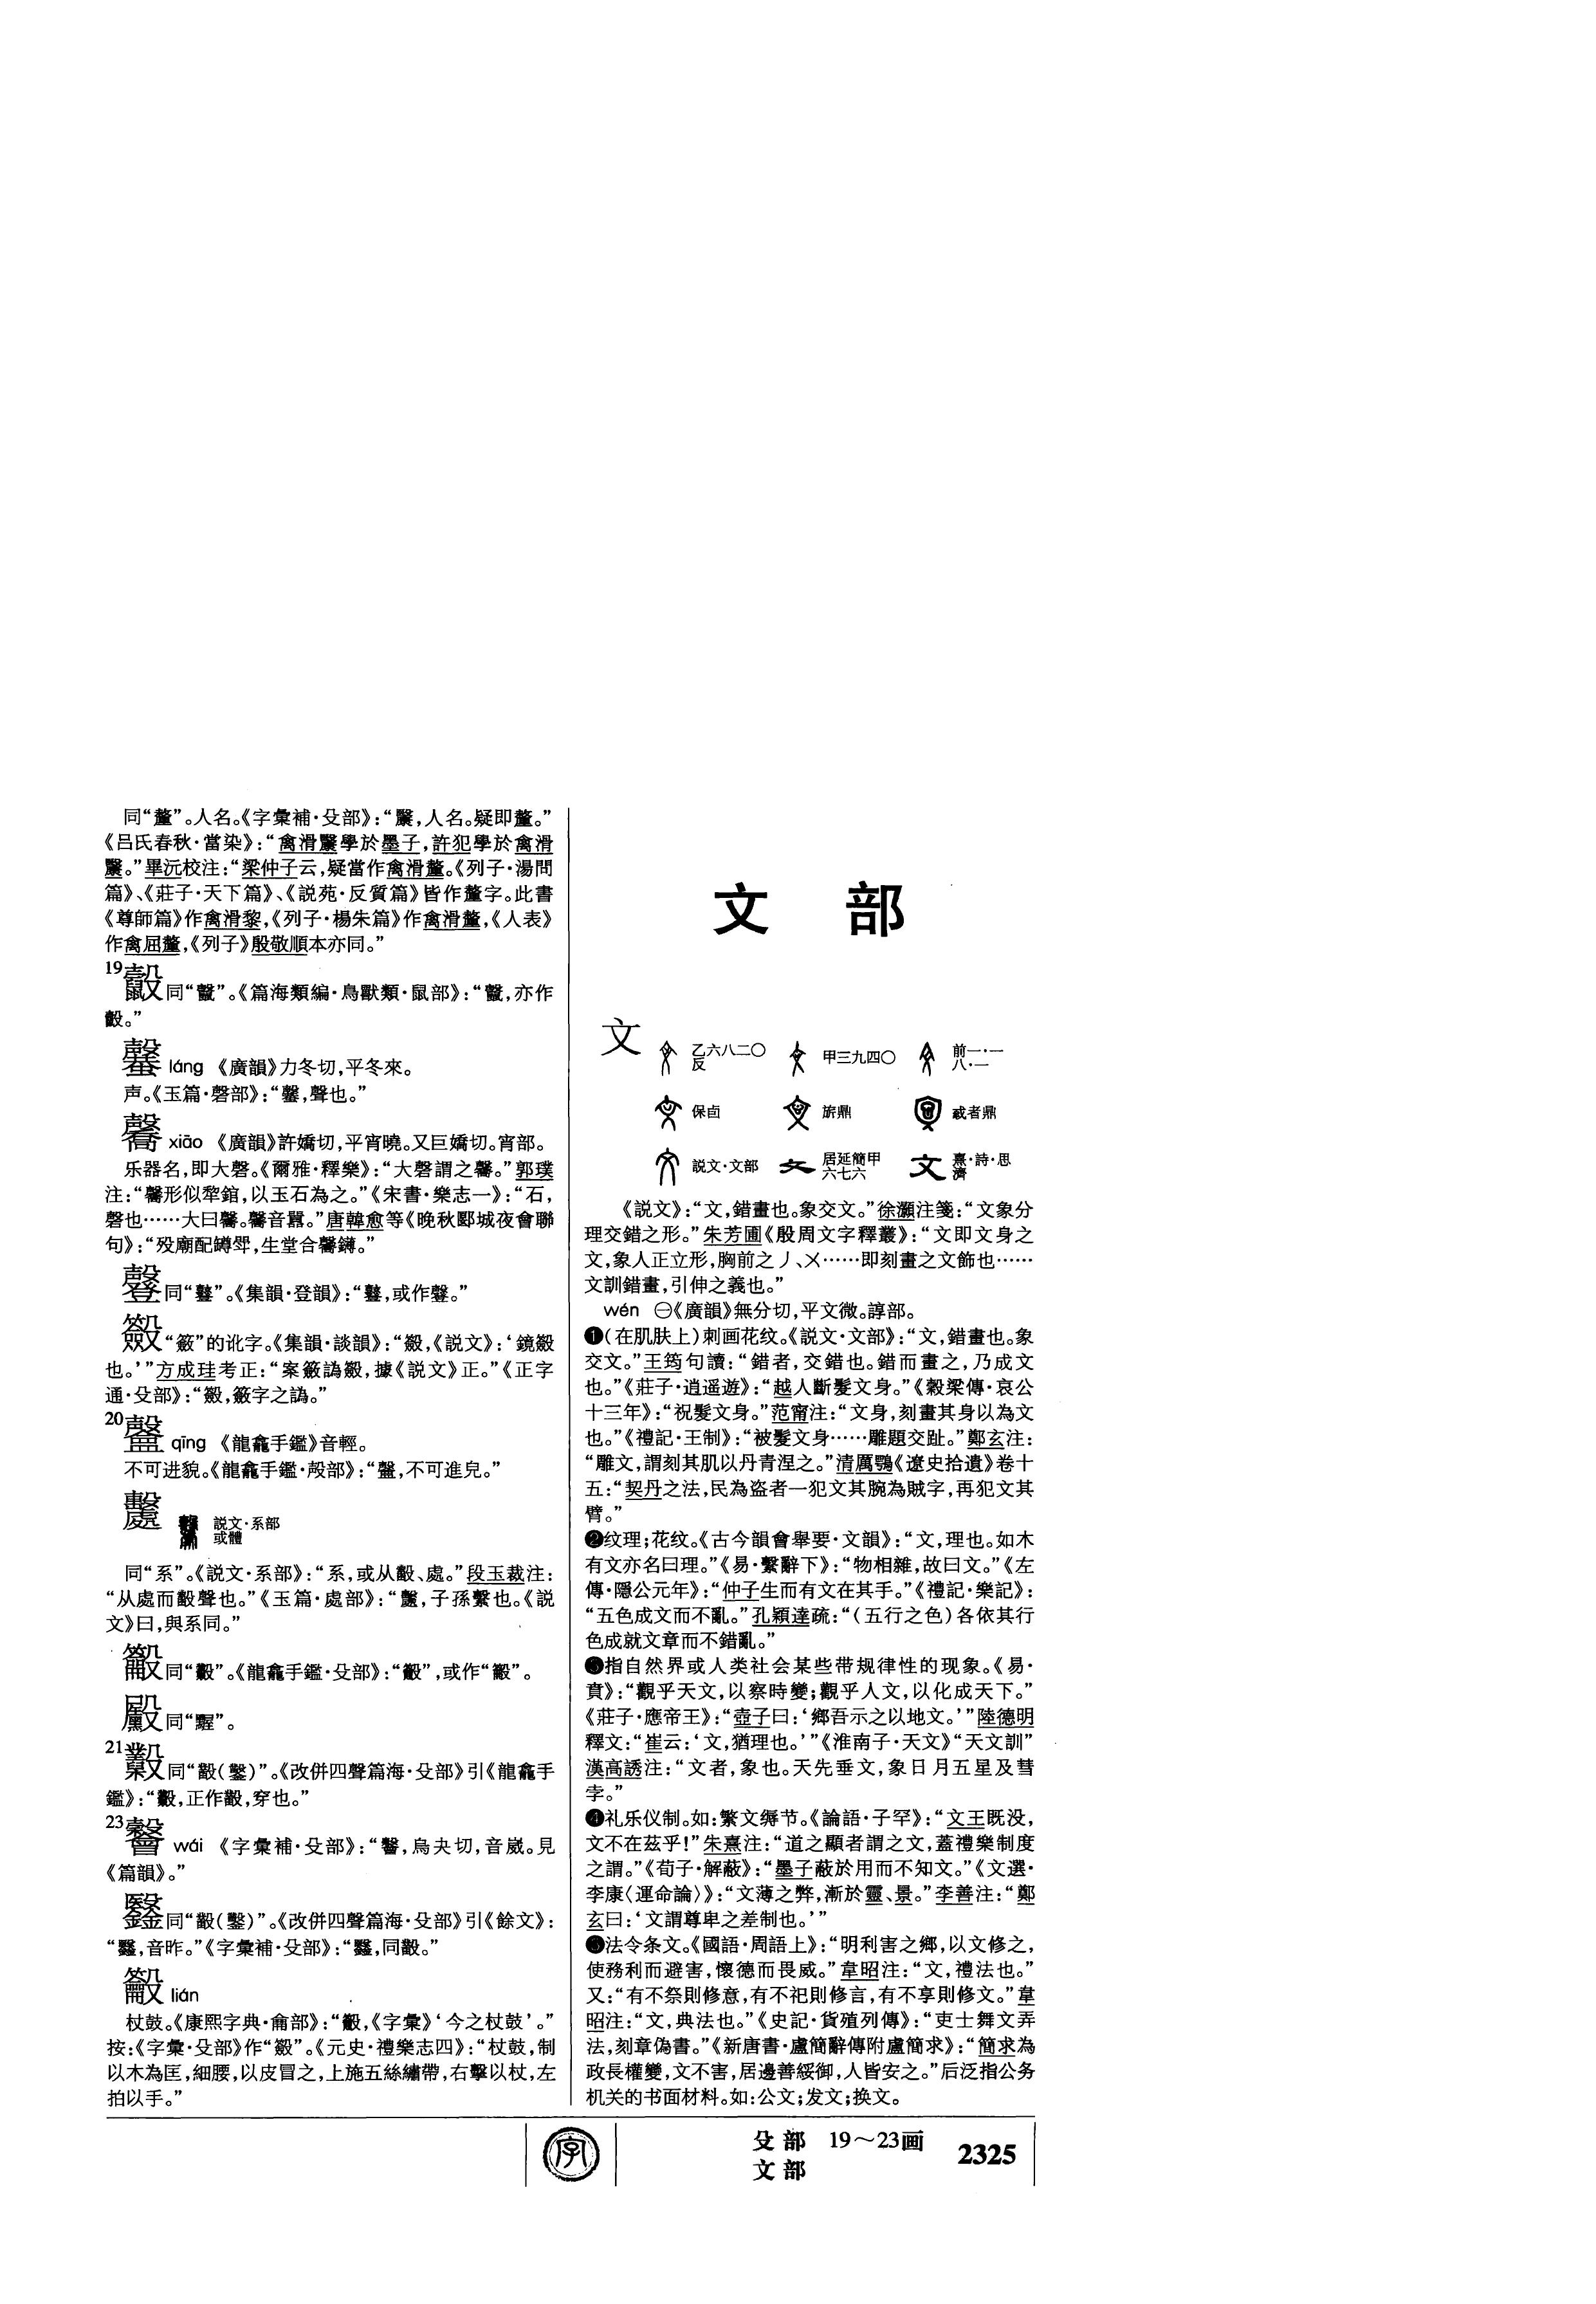 同“釐”。人名。《字彙補·殳部》：“䰐，人名。疑即釐。”
《吕氏春秋·當染》：“禽滑䰐學於墨子，許犯學於禽滑
䰐。”畢沅校注：“梁仲子云，疑當作禽滑釐。《列子·湯問
篇》、《莊子·天下篇》、《説苑·反質篇》皆作釐字。此書
《尊師篇》作禽滑黎，《列子·楊朱篇》作禽滑釐，《人表》
作禽屈釐，《列子》殷敬順本亦同。”
19 同“”。《篇海類編·鳥獸類·鼠部》：“，亦作
。”
láng 《廣韻》力冬切，平冬來。
声。《玉篇·磬部》：“，聲也。”
xiāo 《廣韻》許嬌切，平宵曉。又巨嬌切。宵部。
乐器名，即大磬。《爾雅·釋樂》：“大磬謂之毊。”郭璞
注：“毊形似犂錧，以玉石為之。”《宋書·樂志一》：“石，
磬也……大曰毊。毊音囂。”唐韓愈等《晚秋郾城夜會聯
句》：“殁廟配罇斝，生堂合毊鎛。”
同“”。《集韻·登韻》：“，或作。”
“籢”的讹字。《集韻·談韻》：“，《説文》：‘鏡
也。’”方成珪考正：“案籢譌，據《説文》正。”《正字
通·殳部》：“，籢字之譌。”
20 qīng 《龍龕手鑑》音輕。
不可进貌。《龍龕手鑑·殸部》：“，不可進皃。”
説文·系部
或體
同“系”。《説文·系部》：“系，或从毄、處。”段玉裁注：
“从處而毄聲也。”《玉篇·處部》：“，子孫繫也。《説
文》曰，與系同。”
同“”。《龍龕手鑑·殳部》：“”，或作“”。
同“”。
21 同“（鑿）”。《改併四聲篇海·殳部》引《龍龕手
鑑》：“，正作，穿也。”
23 wái 《字彙補·殳部》：“，烏夬切，音崴。見
《篇韻》。”
同“（鑿）”。《改併四聲篇海·殳部》引《餘文》：
“，音昨。”《字彙補·殳部》：“，同。”
lián
杖鼓。《康熙字典·龠部》：“，《字彙》‘今之杖鼓’。”
按：《字彙·殳部》作“”。《元史·禮樂志四》：“杖鼓，制
以木為匡，細腰，以皮冒之，上施五絲繡帶，右擊以杖，左
拍以手。”
文部
文
乙六八二〇
反
甲三九四〇
前一·一
八·一
保卣
旂鼎
𢦚者鼎
説文·文部
居延簡甲
六七六
熹·詩·思
濟
《説文》：“文，錯畫也。象交文。”徐灝注箋：“文象分
理交錯之形。”朱芳圃《殷周文字釋叢》：“文即文身之
文，象人正立形，胸前之丿、㐅……即刻畫之文飾也……
文訓錯畫，引伸之義也。”
wén ㊀《廣韻》無分切，平文微。諄部。
❶（在肌肤上）刺画花纹。《説文·文部》：“文，錯畫也。象
交文。”王筠句讀：“錯者，交錯也。錯而畫之，乃成文
也。”《莊子·逍遥遊》：“越人斷髮文身。”《穀梁傳·哀公
十三年》：“祝髮文身。”范甯注：“文身，刻畫其身以為文
也。”《禮記·王制》：“被髮文身……雕題交趾。”鄭玄注：
“雕文，謂刻其肌以丹青涅之。”清厲鶚《遼史拾遺》卷十
五：“契丹之法，民為盗者一犯文其腕為賊字，再犯文其
臂。”
❷纹理；花纹。《古今韻會舉要·文韻》：“文，理也。如木
有文亦名曰理。”《易·繫辭下》：“物相雜，故曰文。”《左
傳·隱公元年》：“仲子生而有文在其手。”《禮記·樂記》：
“五色成文而不亂。”孔穎達疏：“（五行之色）各依其行
色成就文章而不錯亂。”
❸指自然界或人类社会某些带规律性的现象。《易·
賁》：“觀乎天文，以察時變；觀乎人文，以化成天下。”
《莊子·應帝王》：“壺子曰：‘鄉吾示之以地文。’”陸德明
釋文：“崔云：‘文，猶理也。’”《淮南子·天文》“天文訓”
漢高誘注：“文者，象也。天先垂文，象日月五星及彗
孛。”
❹礼乐仪制。如：繁文缛节。《論語·子罕》：“文王既没，
文不在茲乎！”朱熹注：“道之顯者謂之文，蓋禮樂制度
之謂。”《荀子·解蔽》：“墨子蔽於用而不知文。”《文選·
李康〈運命論〉》：“文薄之弊，漸於靈、景。”李善注：“鄭
玄曰：‘文謂尊卑之差制也。’”
❺法令条文。《國語·周語上》：“明利害之鄉，以文修之，
使務利而避害，懷德而畏威。”韋昭注：“文，禮法也。”
又：“有不祭則修意，有不祀則修言，有不享則修文。”韋
昭注：“文，典法也。”《史記·貨殖列傳》：“吏士舞文弄
法，刻章偽書。”《新唐書·盧簡辭傳附盧簡求》：“簡求為
政長權變，文不害，居邊善綏御，人皆安之。”后泛指公务
机关的书面材料。如：公文；发文；换文。
字
殳部 19～23画
文部
2325